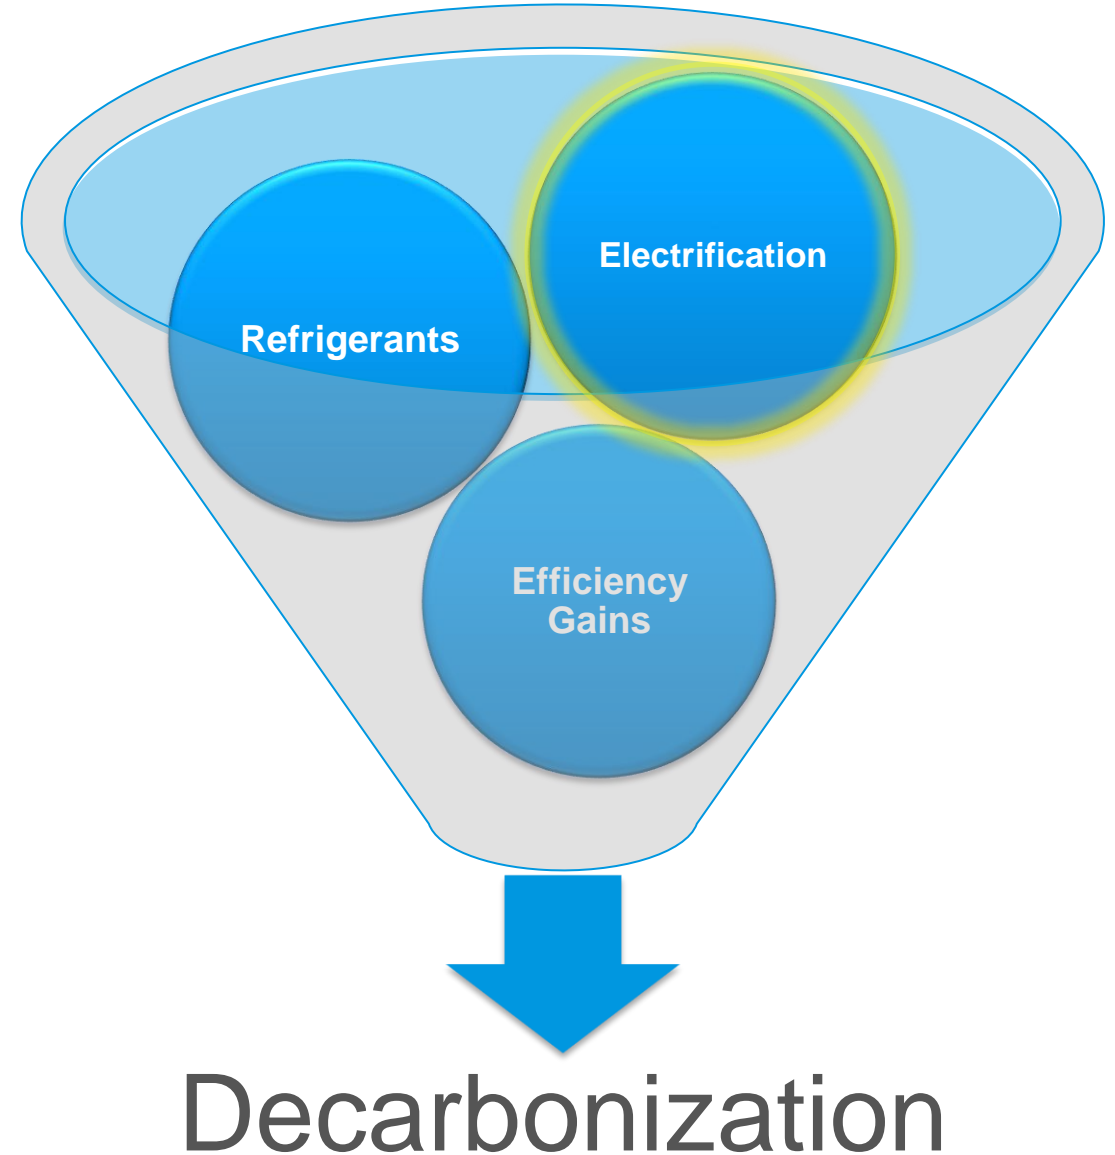 Electrification
Refrigerants
Efficiency
Gains
Decarbonization